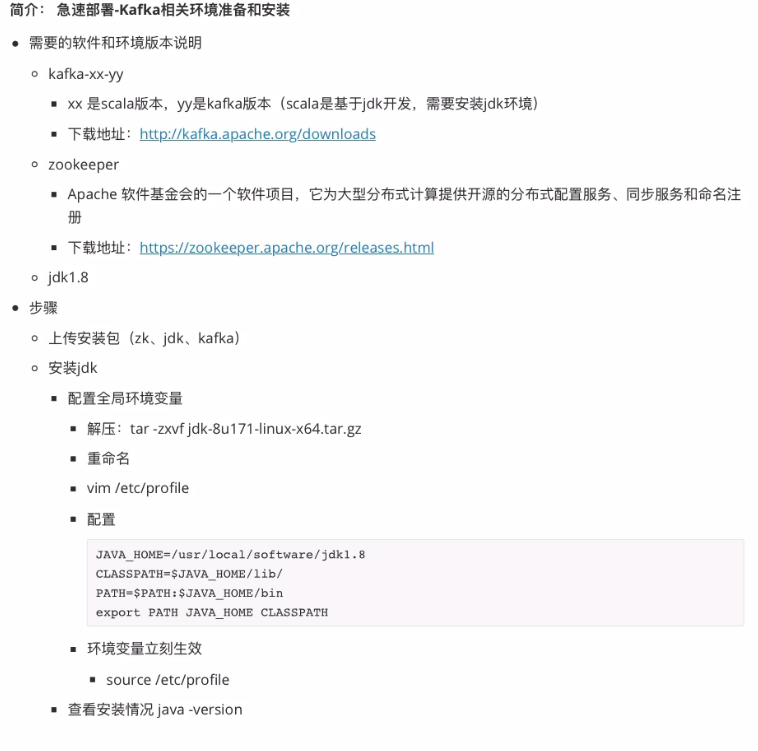 简介： 急速部署-Kafka相关环境准备和安装
需要的软件和环境版本说明
kafka-xx-yy
xx 是scala版本，yy是kafka版本（scala是基于jdk开发，需要安装jdk环境）
下载地址：http://kafka.apache.org/downloads
zookeeper
Apache 软件基金会的一个软件项目，它为大型分布式计算提供开源的分布式配置服务、同步服务和命名注
册
下载地址：https://zookeeper.apache.org/releases.html
jdk1.8
步骤
上传安装包（zk、jdk、kafka）
安装jdk
配置全局环境变量
解压：tar -zxvf jdk-8u171-linux-x64.tar.gz
重命名
vim /etc/profile
配置
JAVA_HOME=/usr/local/software/jdk1.8
CLASSPATH=$JAVA_HOME/lib/
PATH=$PATH:$JAVA_HOME/bin
export PATH JAVA_HOME CLASSPATH
环境变量立刻生效
source /etc/profile
查看安装情况 java -version